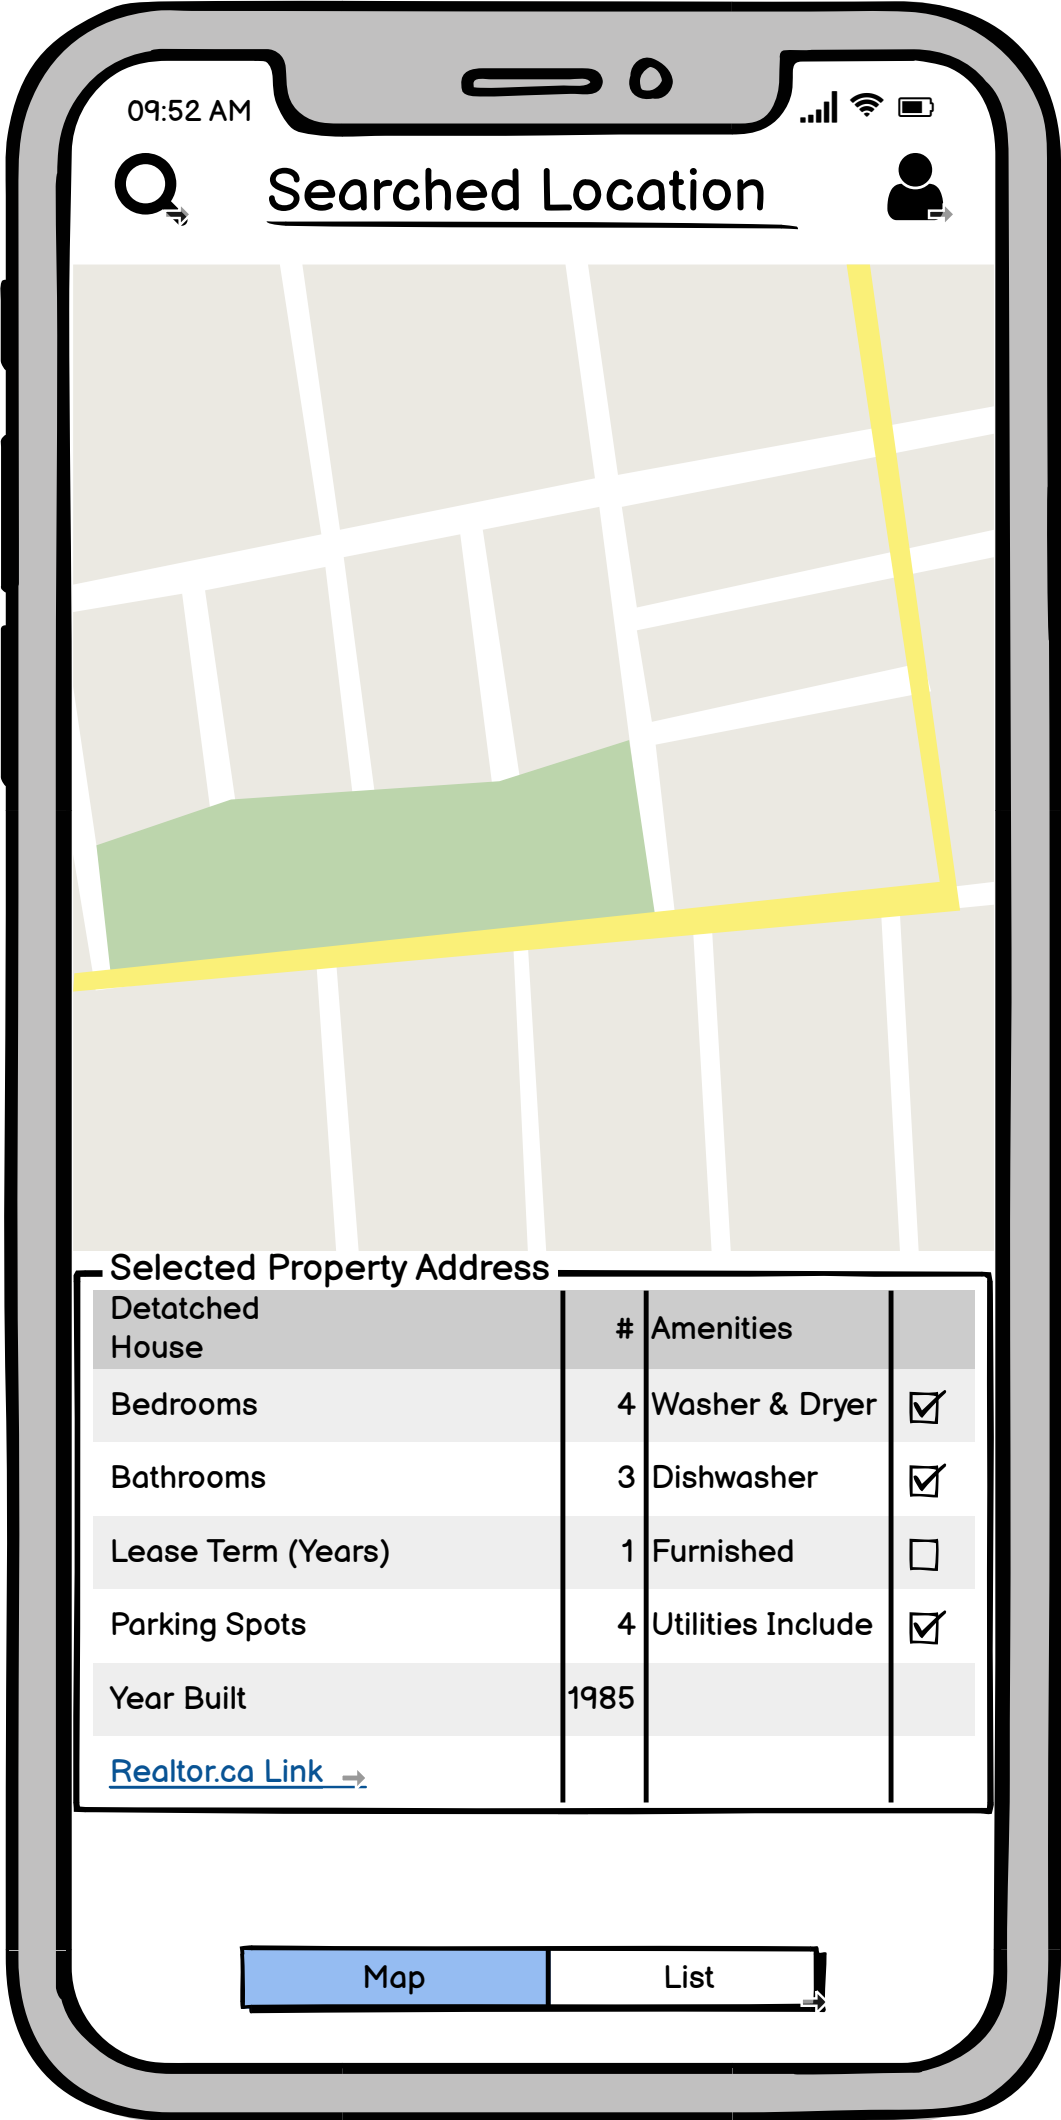 09:52 AM
Searched Location
Selected Property Address
Detatched
House
# Amenities
Bedrooms 4 Washer & Dryer
Bathrooms 3 Dishwasher
Lease Term (Years) 1 Furnished
Parking Spots 4 Utilities Include
Year Built 1985
Realtor.ca Link
Map List